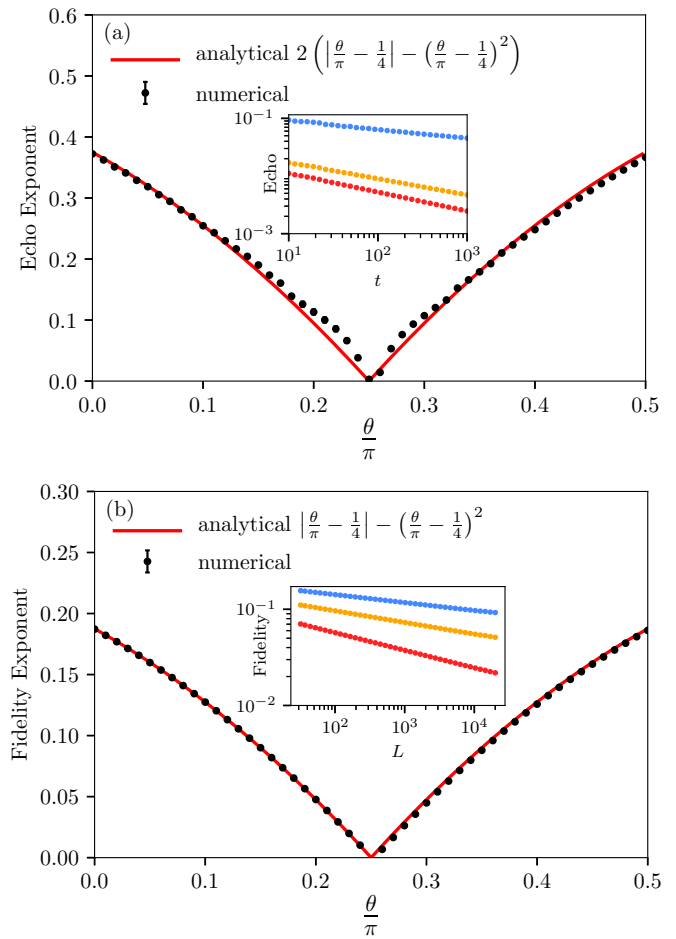 (a)
analytical 2 ( | θ/π − 1/4 | − ( θ/π − 1/4 )² )
numerical
Echo Exponent
0.6
0.5
0.4
0.3
0.2
0.1
0.0
Echo
10⁻¹
10⁻³
10¹ 10² 10³
t
0.0 0.1 0.2 0.3 0.4 0.5
θ/π
(b)
analytical | θ/π − 1/4 | − ( θ/π − 1/4 )²
numerical
Fidelity Exponent
0.30
0.25
0.20
0.15
0.10
0.05
0.00
Fidelity
10⁻¹
10⁻²
10² 10³ 10⁴
L
0.0 0.1 0.2 0.3 0.4 0.5
θ/π